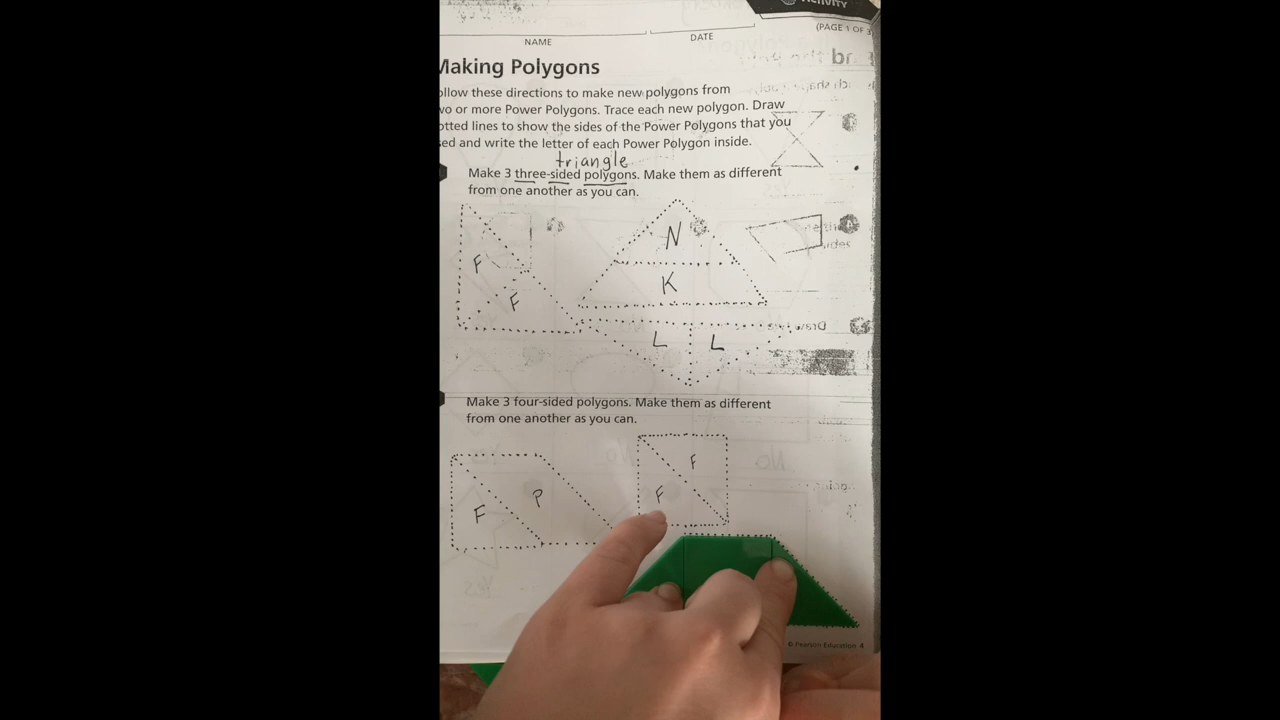 ACTIVITY
(PAGE 1 OF
NAME
DATE
Making Polygons
ollow these directions to make new polygons from
wo or more Power Polygons. Trace each new polygon. Draw
otted lines to show the sides of the Power Polygons that you
sed and write the letter of each Power Polygon inside.
triangle
Make 3 three-sided polygons. Make them as different
from one another as you can.
F
F
N
K
L L
Make 3 four-sided polygons. Make them as different
from one another as you can.
F P
F
F
© Pearson Education 4